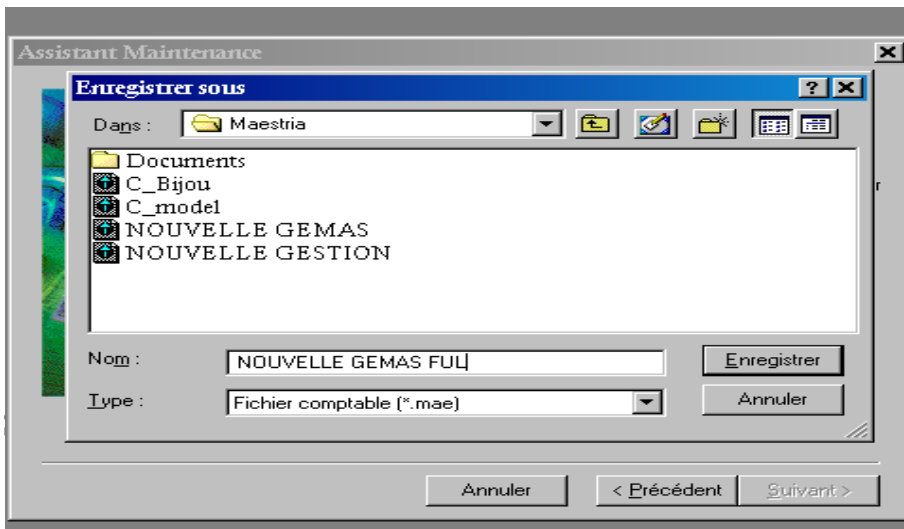 Assistant Maintenance
Enregistrer sous
Dans :
Maestria
Documents
C_Bijou
C_model
NOUVELLE GEMAS
NOUVELLE GESTION
r
Nom :
NOUVELLE GEMAS FUL
Enregistrer
Type :
Fichier comptable (*.mae)
Annuler
Annuler
< Précédent
Suivant >